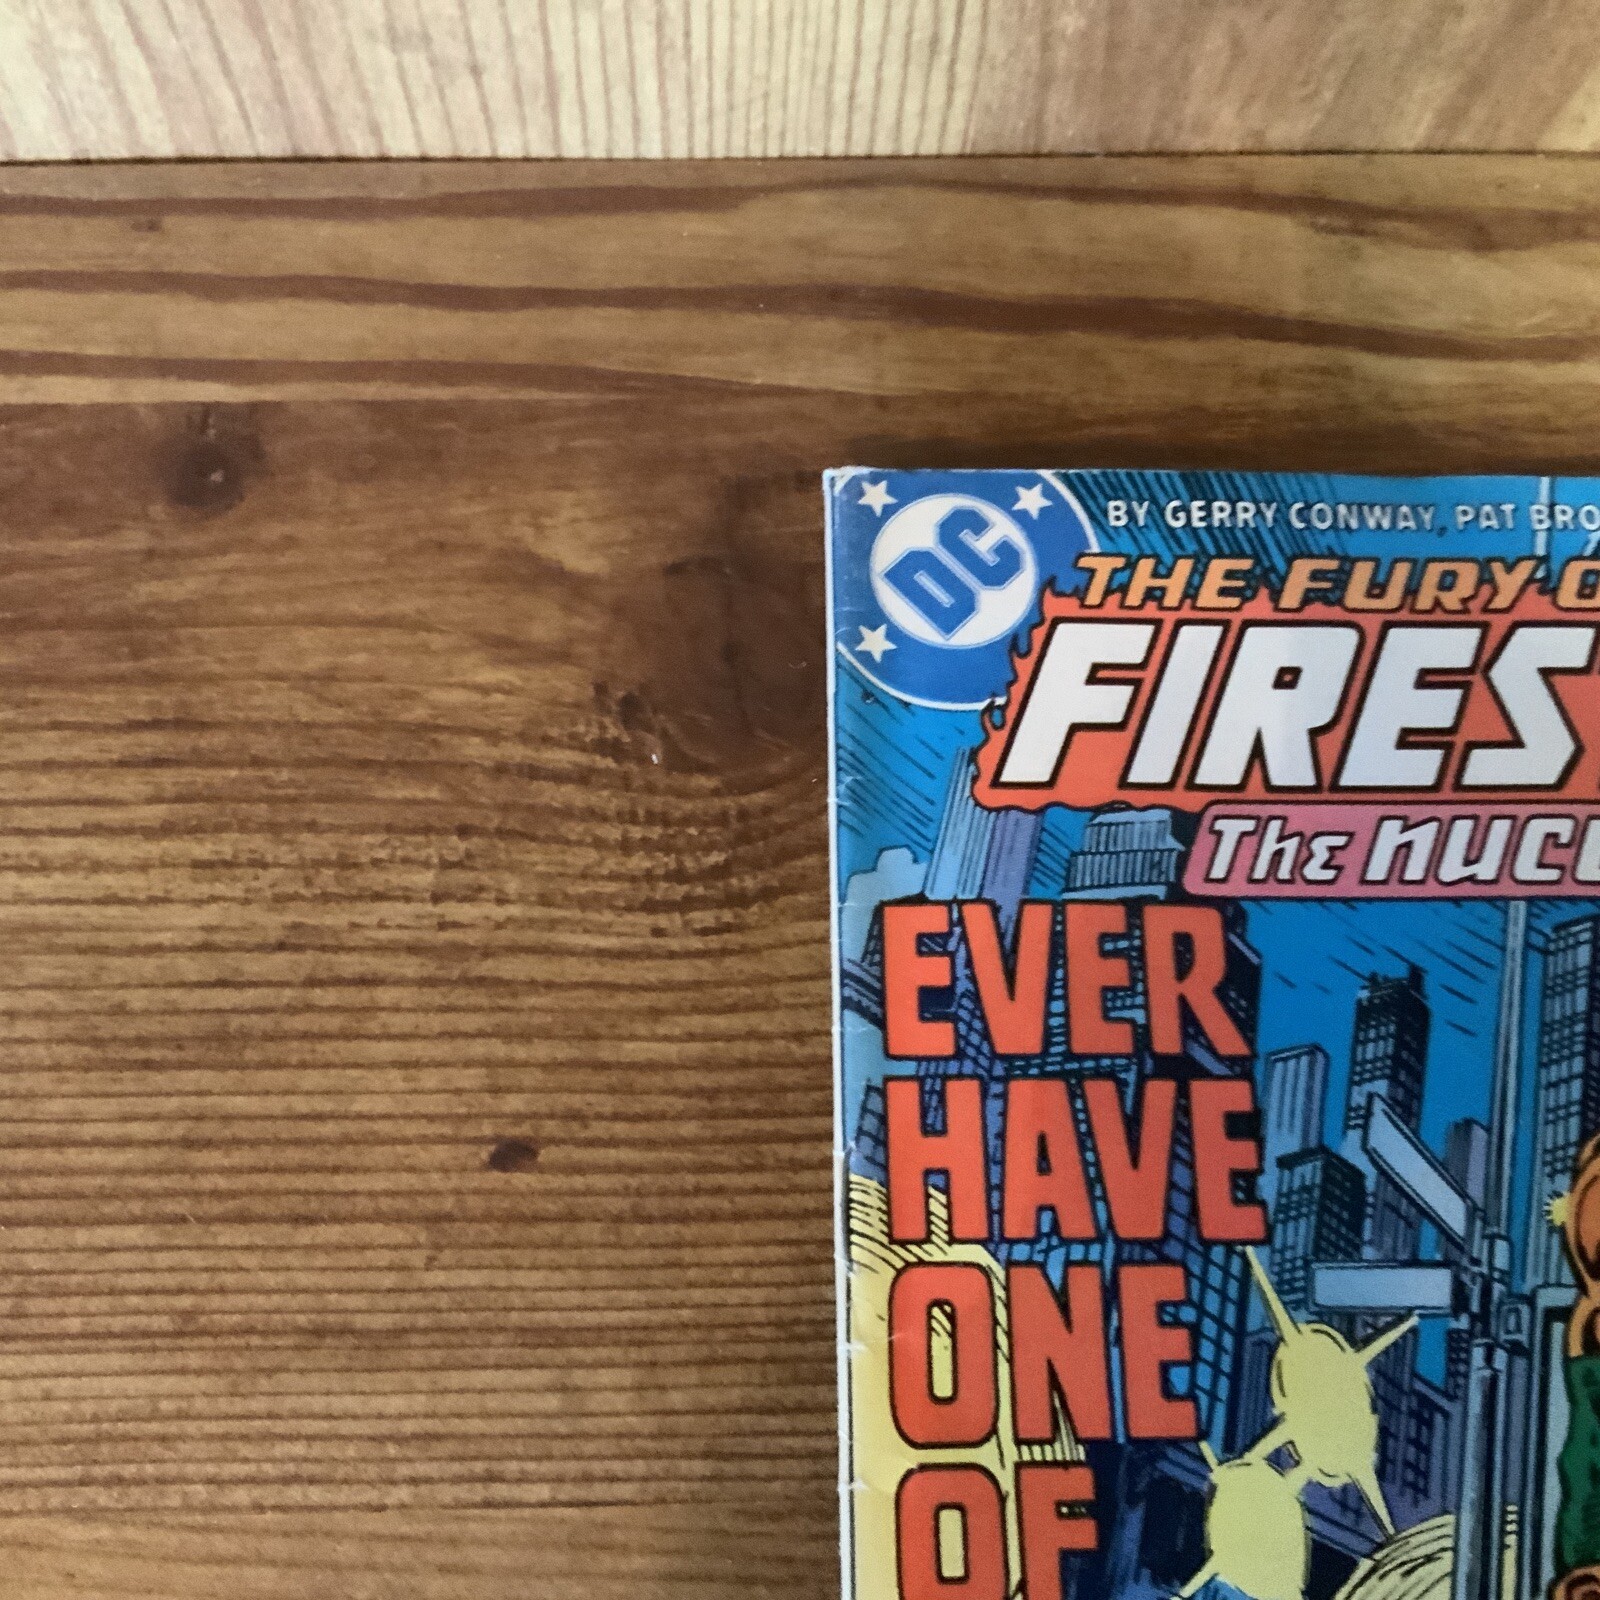 DC
BY GERRY CONWAY, PAT BRO
THE FURY O
FIRES
The NUCL
EVER
HAVE
ONE
OF